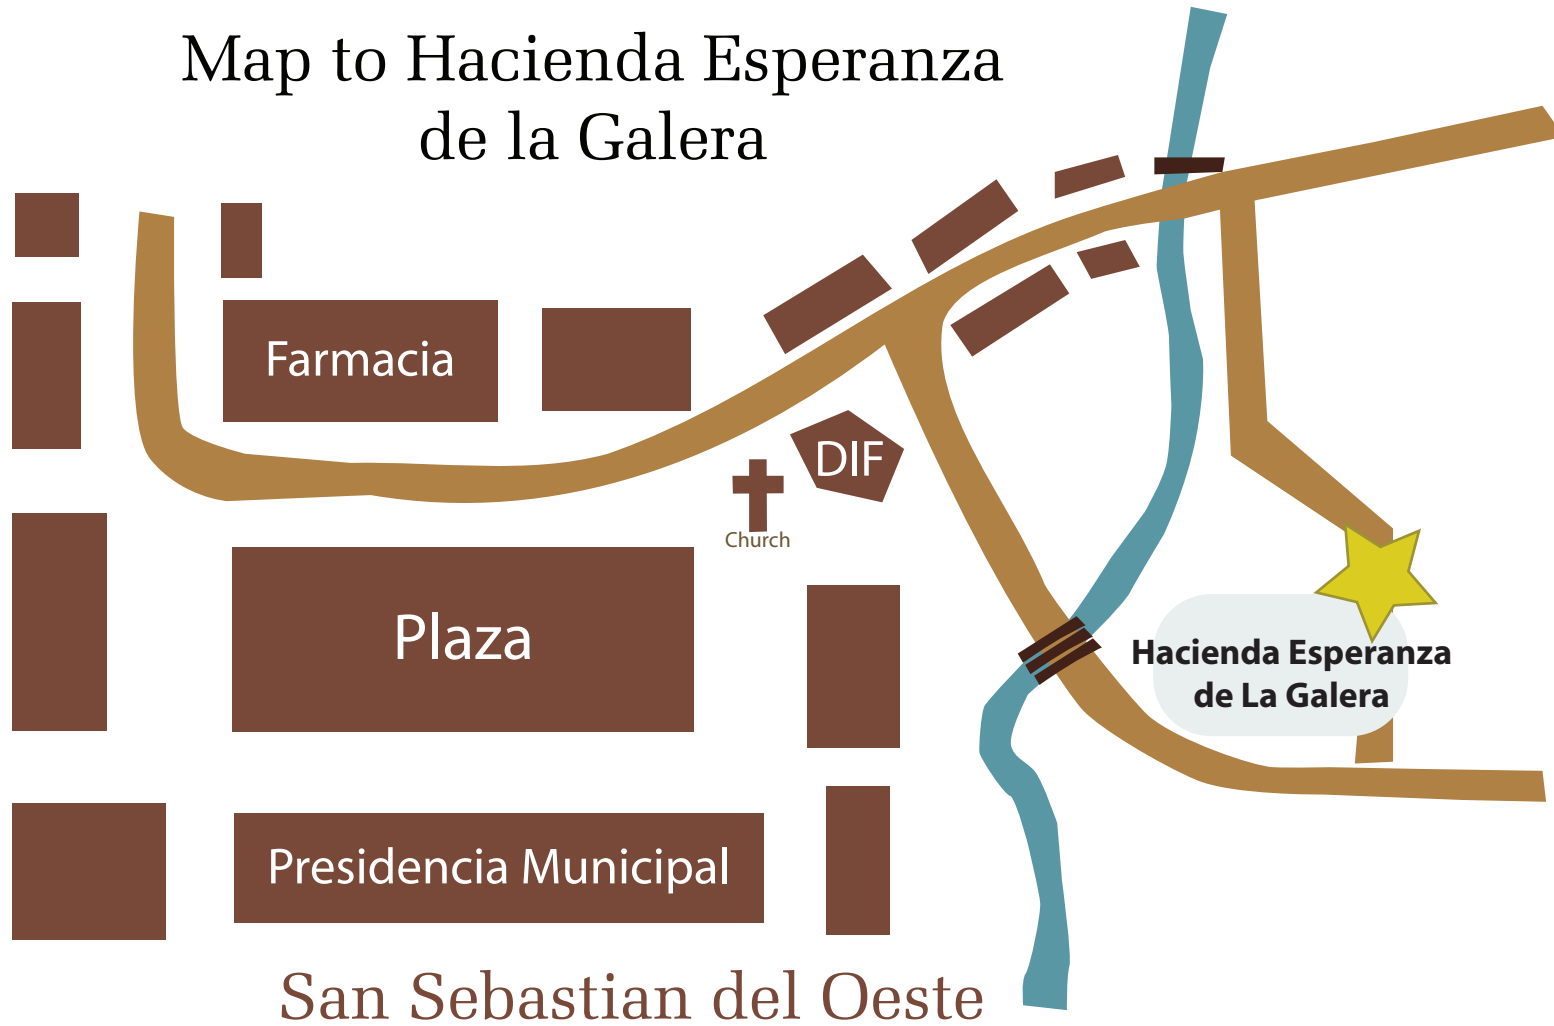 Map to Hacienda Esperanza
de la Galera
Farmacia
DIF
Church
Plaza
Hacienda Esperanza
de La Galera
Presidencia Municipal
San Sebastian del Oeste